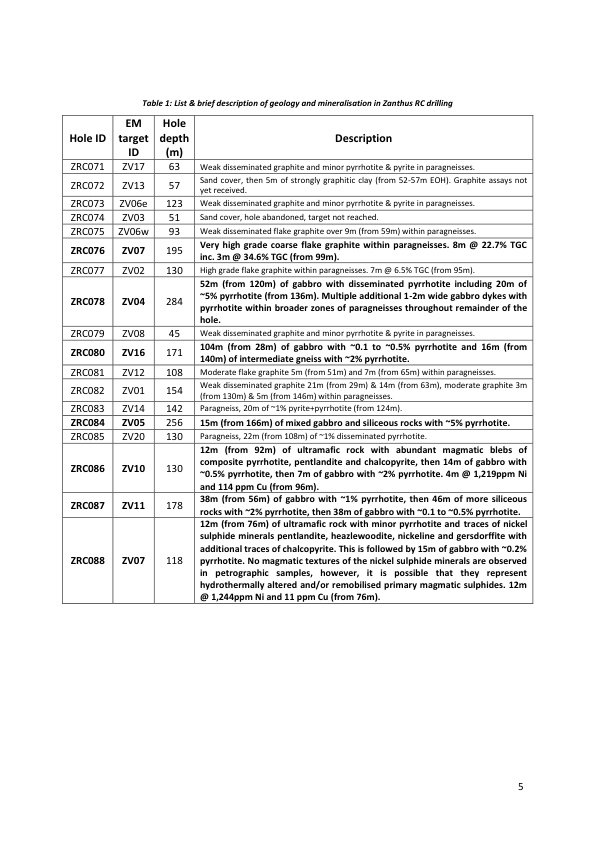 Table 1: List & brief description of geology and mineralisation in Zanthus RC drilling
Hole ID
EM
target
ID
Hole
depth
(m)
Description
ZRC071 ZV17 63 Weak disseminated graphite and minor pyrrhotite & pyrite in paragneisses.
ZRC072 ZV13 57 Sand cover, then 5m of strongly graphitic clay (from 52-57m EOH). Graphite assays not
yet received.
ZRC073 ZV06e 123 Weak disseminated graphite and minor pyrrhotite & pyrite in paragneisses.
ZRC074 ZV03 51 Sand cover, hole abandoned, target not reached.
ZRC075 ZV06w 93 Weak disseminated flake graphite over 9m (from 59m) within paragneisses.
ZRC076 ZV07 195 Very high grade coarse flake graphite within paragneisses. 8m @ 22.7% TGC
inc. 3m @ 34.6% TGC (from 99m).
ZRC077 ZV02 130 High grade flake graphite within paragneisses. 7m @ 6.5% TGC (from 95m).
ZRC078 ZV04 284 52m (from 120m) of gabbro with disseminated pyrrhotite including 20m of
~5% pyrrhotite (from 136m). Multiple additional 1-2m wide gabbro dykes with
pyrrhotite within broader zones of paragneisses throughout remainder of the
hole.
ZRC079 ZV08 45 Weak disseminated graphite and minor pyrrhotite & pyrite in paragneisses.
ZRC080 ZV16 171 104m (from 28m) of gabbro with ~0.1 to ~0.5% pyrrhotite and 16m (from
140m) of intermediate gneiss with ~2% pyrrhotite.
ZRC081 ZV12 108 Moderate flake graphite 5m (from 51m) and 7m (from 65m) within paragneisses.
ZRC082 ZV01 154 Weak disseminated graphite 21m (from 29m) & 14m (from 63m), moderate graphite 3m
(from 130m) & 5m (from 146m) within paragneisses.
ZRC083 ZV14 142 Paragneiss, 20m of ~1% pyrite+pyrrhotite (from 124m).
ZRC084 ZV05 256 15m (from 166m) of mixed gabbro and siliceous rocks with ~5% pyrrhotite.
ZRC085 ZV20 130 Paragneiss, 22m (from 108m) of ~1% disseminated pyrrhotite.
ZRC086 ZV10 130 12m (from 92m) of ultramafic rock with abundant magmatic blebs of
composite pyrrhotite, pentlandite and chalcopyrite, then 14m of gabbro with
~0.5% pyrrhotite, then 7m of gabbro with ~2% pyrrhotite. 4m @ 1,219ppm Ni
and 114 ppm Cu (from 96m).
ZRC087 ZV11 178 38m (from 56m) of gabbro with ~1% pyrrhotite, then 46m of more siliceous
rocks with ~2% pyrrhotite, then 38m of gabbro with ~0.1 to ~0.5% pyrrhotite.
ZRC088 ZV07 118 12m (from 76m) of ultramafic rock with minor pyrrhotite and traces of nickel
sulphide minerals pentlandite, heazlewoodite, nickeline and gersdorffite with
additional traces of chalcopyrite. This is followed by 15m of gabbro with ~0.2%
pyrrhotite. No magmatic textures of the nickel sulphide minerals are observed
in petrographic samples, however, it is possible that they represent
hydrothermally altered and/or remobilised primary magmatic sulphides. 12m
@ 1,244ppm Ni and 11 ppm Cu (from 76m).
5